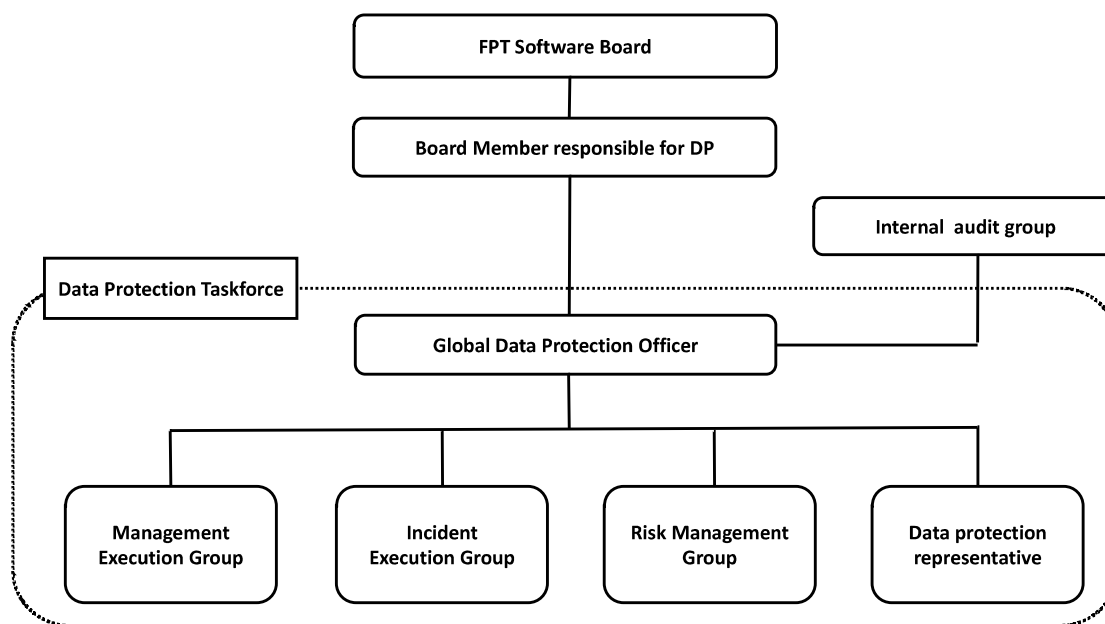 FPT Software Board
Board Member responsible for DP
Internal audit group
Data Protection Taskforce
Global Data Protection Officer
Management
Execution Group
Incident
Execution Group
Risk Management
Group
Data protection
representative